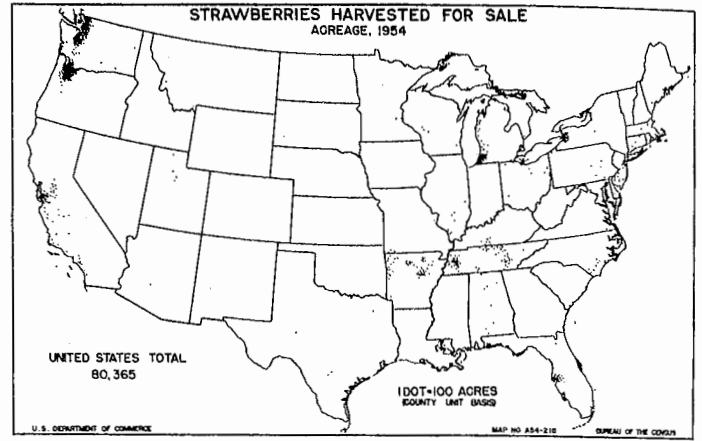 STRAWBERRIES HARVESTED FOR SALE
ACREAGE, 1954
UNITED STATES TOTAL
80,365
1 DOT=100 ACRES
(COUNTY UNIT BASIS)
U.S. DEPARTMENT OF COMMERCE
MAP NO A54-218
BUREAU OF THE CENSUS